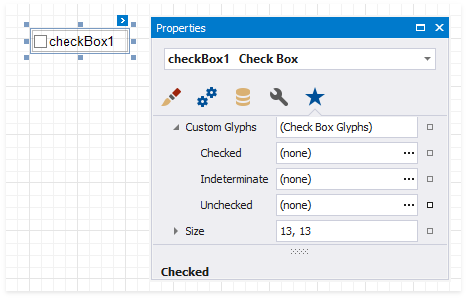 checkBox1
Properties
checkBox1 Check Box
Custom Glyphs (Check Box Glyphs)
Checked (none)
Indeterminate (none)
Unchecked (none)
Size 13, 13
Checked